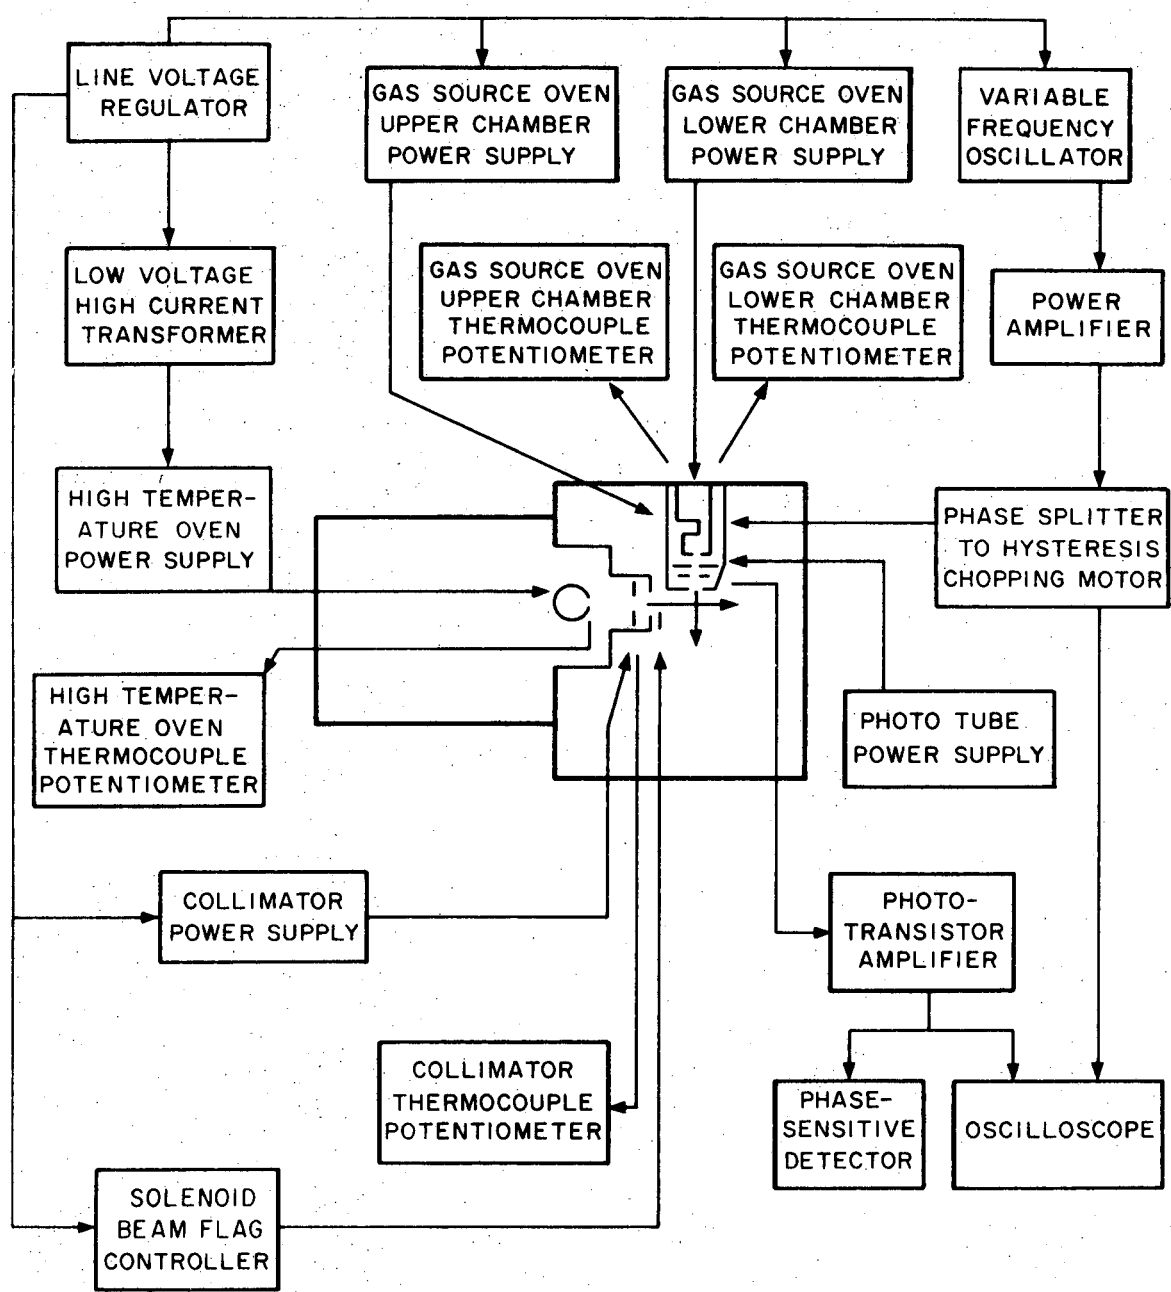 LINE VOLTAGE
REGULATOR
GAS SOURCE OVEN
UPPER CHAMBER
POWER SUPPLY
GAS SOURCE OVEN
LOWER CHAMBER
POWER SUPPLY
VARIABLE
FREQUENCY
OSCILLATOR
LOW VOLTAGE
HIGH CURRENT
TRANSFORMER
GAS SOURCE OVEN
UPPER CHAMBER
THERMOCOUPLE
POTENTIOMETER
GAS SOURCE OVEN
LOWER CHAMBER
THERMOCOUPLE
POTENTIOMETER
POWER
AMPLIFIER
HIGH TEMPER-
ATURE OVEN
POWER SUPPLY
PHASE SPLITTER
TO HYSTERESIS
CHOPPING MOTOR
HIGH TEMPER-
ATURE OVEN
THERMOCOUPLE
POTENTIOMETER
PHOTO TUBE
POWER SUPPLY
COLLIMATOR
POWER SUPPLY
PHOTO-
TRANSISTOR
AMPLIFIER
COLLIMATOR
THERMOCOUPLE
POTENTIOMETER
PHASE-
SENSITIVE
DETECTOR
OSCILLOSCOPE
SOLENOID
BEAM FLAG
CONTROLLER